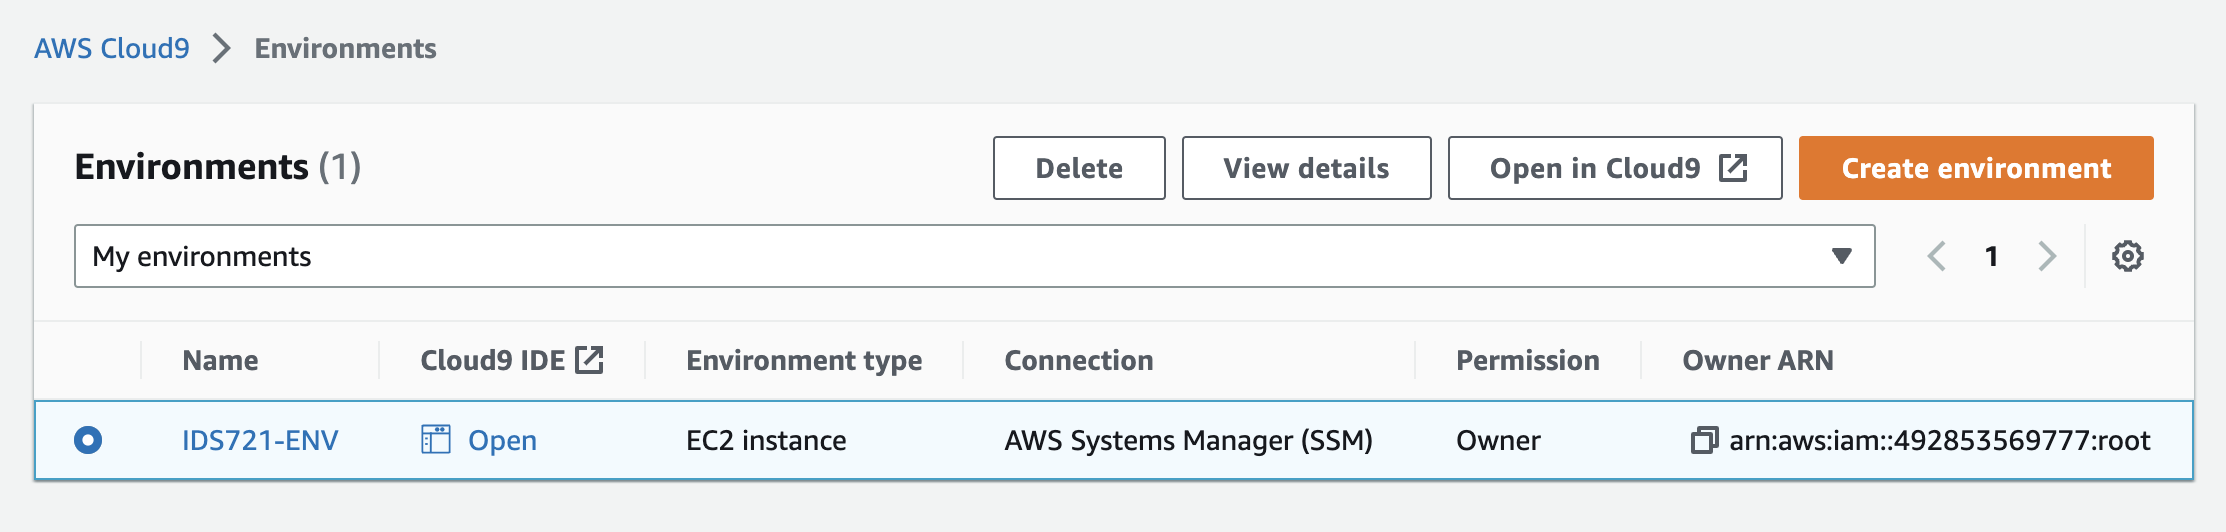 AWS Cloud9 > Environments
Environments (1) Delete View details Open in Cloud9 Create environment
My environments 1
Name Cloud9 IDE Environment type Connection Permission Owner ARN
IDS721-ENV Open EC2 instance AWS Systems Manager (SSM) Owner arn:aws:iam::492853569777:root